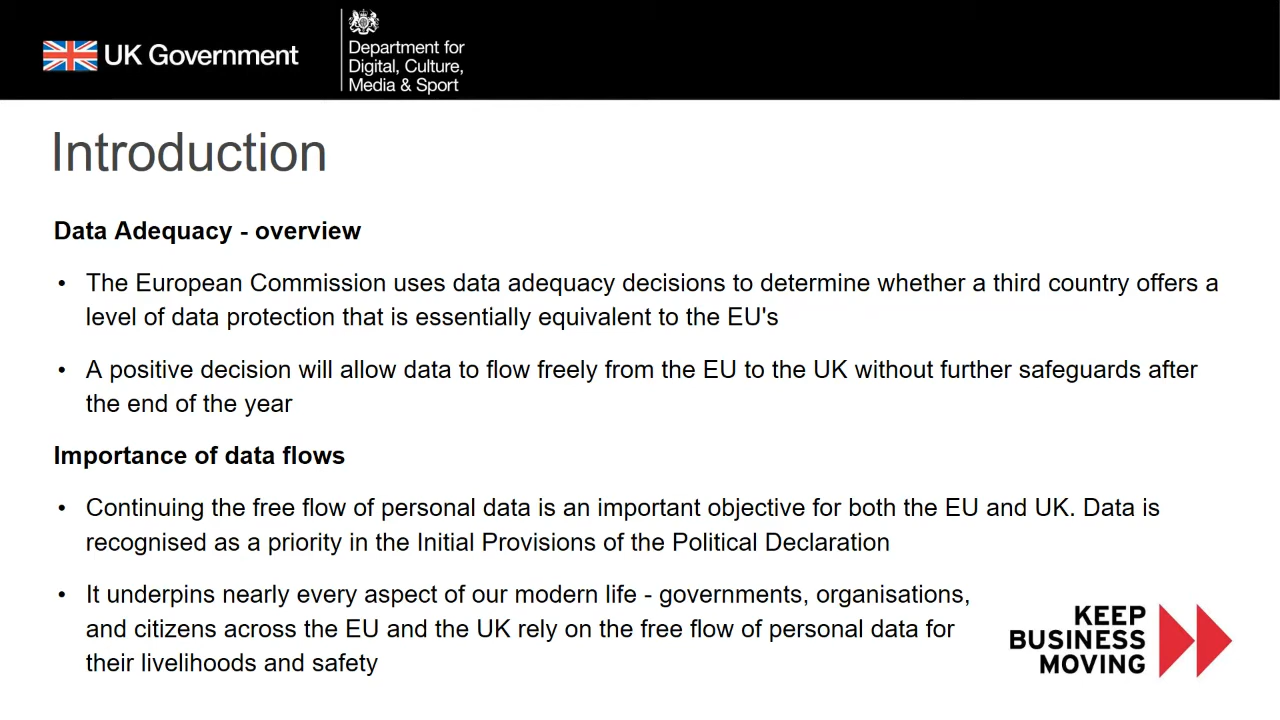 UK Government
Department for
Digital, Culture,
Media & Sport
Introduction
Data Adequacy - overview
• The European Commission uses data adequacy decisions to determine whether a third country offers a
level of data protection that is essentially equivalent to the EU's
• A positive decision will allow data to flow freely from the EU to the UK without further safeguards after
the end of the year
Importance of data flows
• Continuing the free flow of personal data is an important objective for both the EU and UK. Data is
recognised as a priority in the Initial Provisions of the Political Declaration
• It underpins nearly every aspect of our modern life - governments, organisations,
and citizens across the EU and the UK rely on the free flow of personal data for
their livelihoods and safety
KEEP
BUSINESS
MOVING